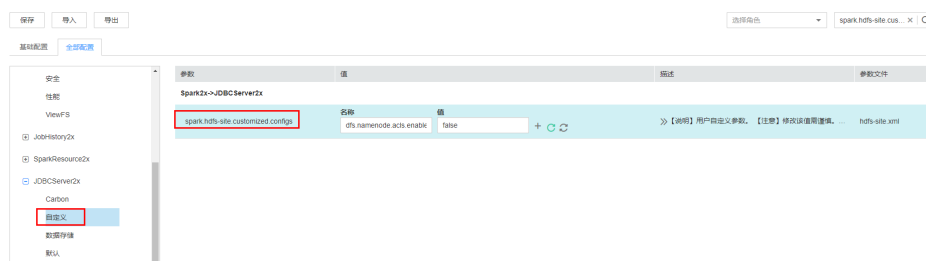 保存 导入 导出 选择角色 spark.hdfs-site.cus...
基础配置 全部配置
参数 值 描述 参数文件
安全
性能
ViewFS
JobHistory2x
SparkResource2x
JDBCServer2x
Carbon
自定义
数据存储
默认
Spark2x->JDBCServer2x
名称 值
spark.hdfs-site.customized.configs dfs.namenode.acls.enable false 【说明】用户自定义参数。 【注意】修改该值需谨慎。... hdfs-site.xml